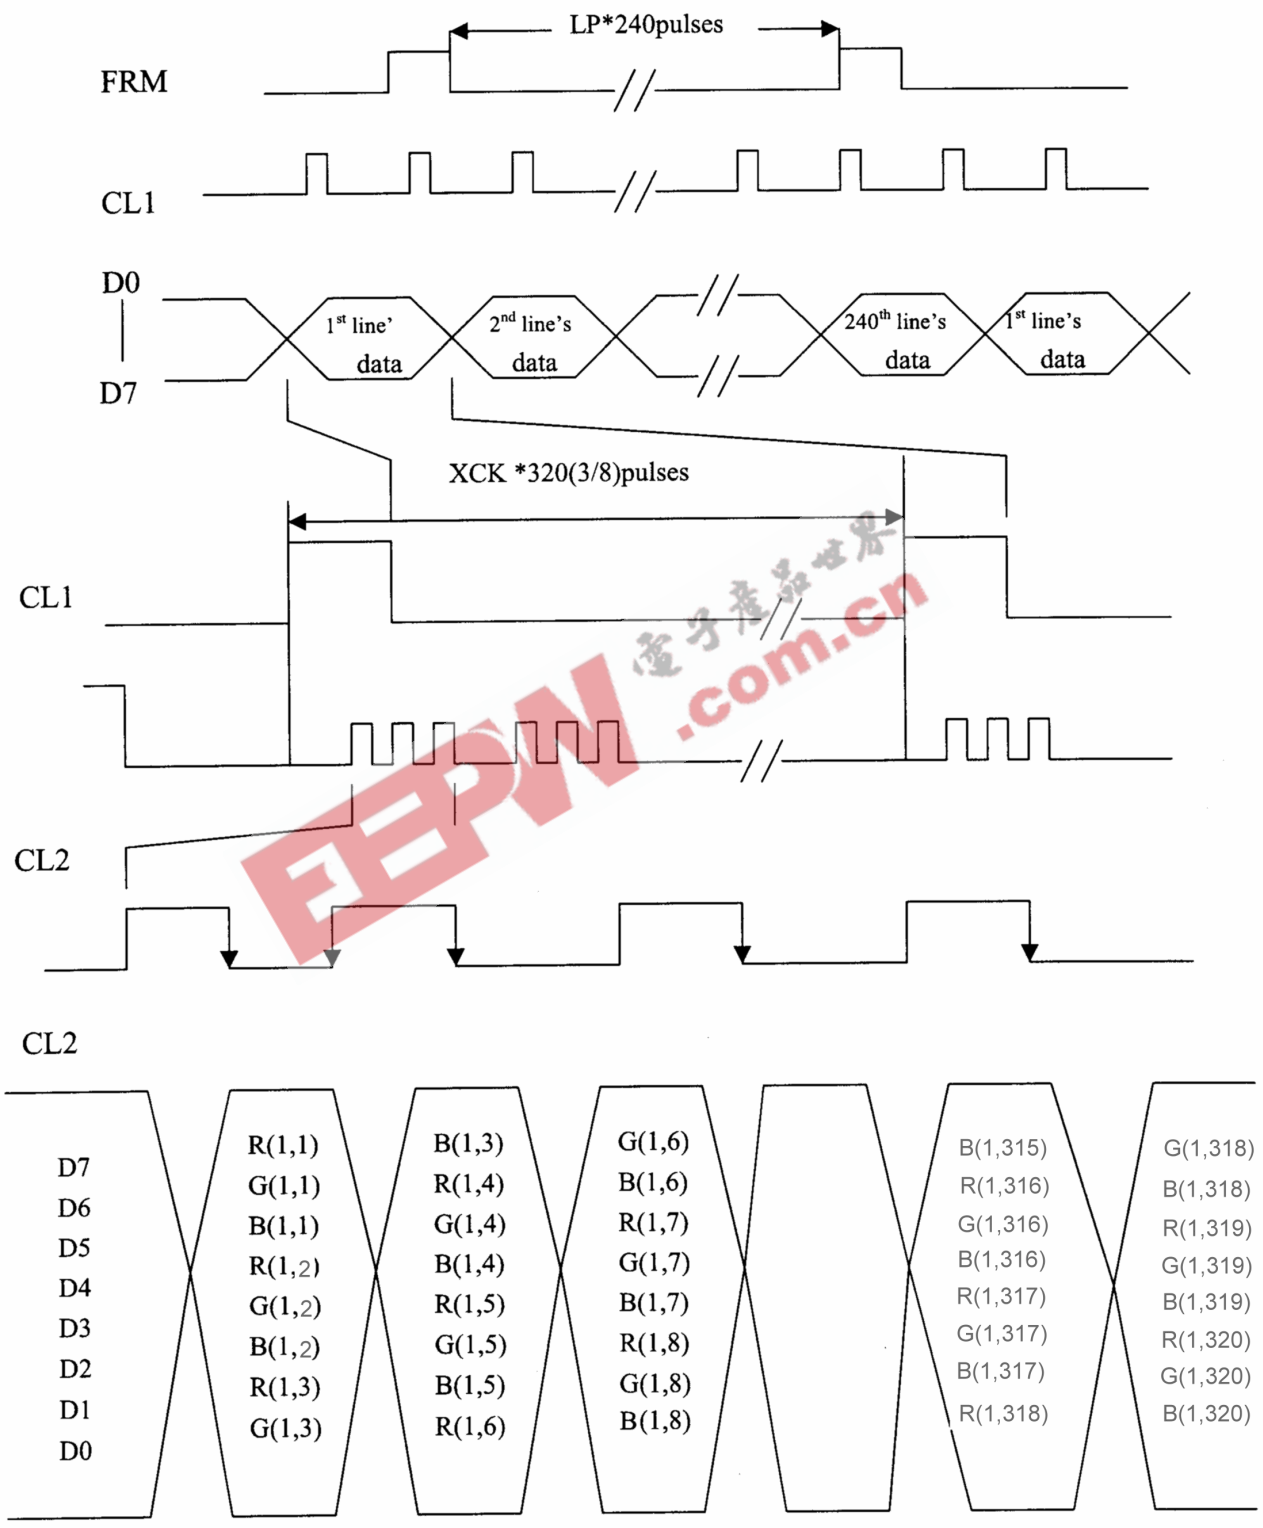 LP*240pulses
FRM
CL1
D0
D7
1st line'
data
2nd line's
data
240th line's
data
1st line's
data
XCK *320(3/8)pulses
CL1
電子産品世界
EEPW
.com.cn
CL2
CL2
D7
D6
D5
D4
D3
D2
D1
D0
R(1,1)
G(1,1)
B(1,1)
R(1,2)
G(1,2)
B(1,2)
R(1,3)
G(1,3)
B(1,3)
R(1,4)
G(1,4)
B(1,4)
R(1,5)
G(1,5)
B(1,5)
R(1,6)
G(1,6)
B(1,6)
R(1,7)
G(1,7)
B(1,7)
R(1,8)
G(1,8)
B(1,8)
B(1,315)
R(1,316)
G(1,316)
B(1,316)
R(1,317)
G(1,317)
B(1,317)
R(1,318)
G(1,318)
B(1,318)
R(1,319)
G(1,319)
B(1,319)
R(1,320)
G(1,320)
B(1,320)